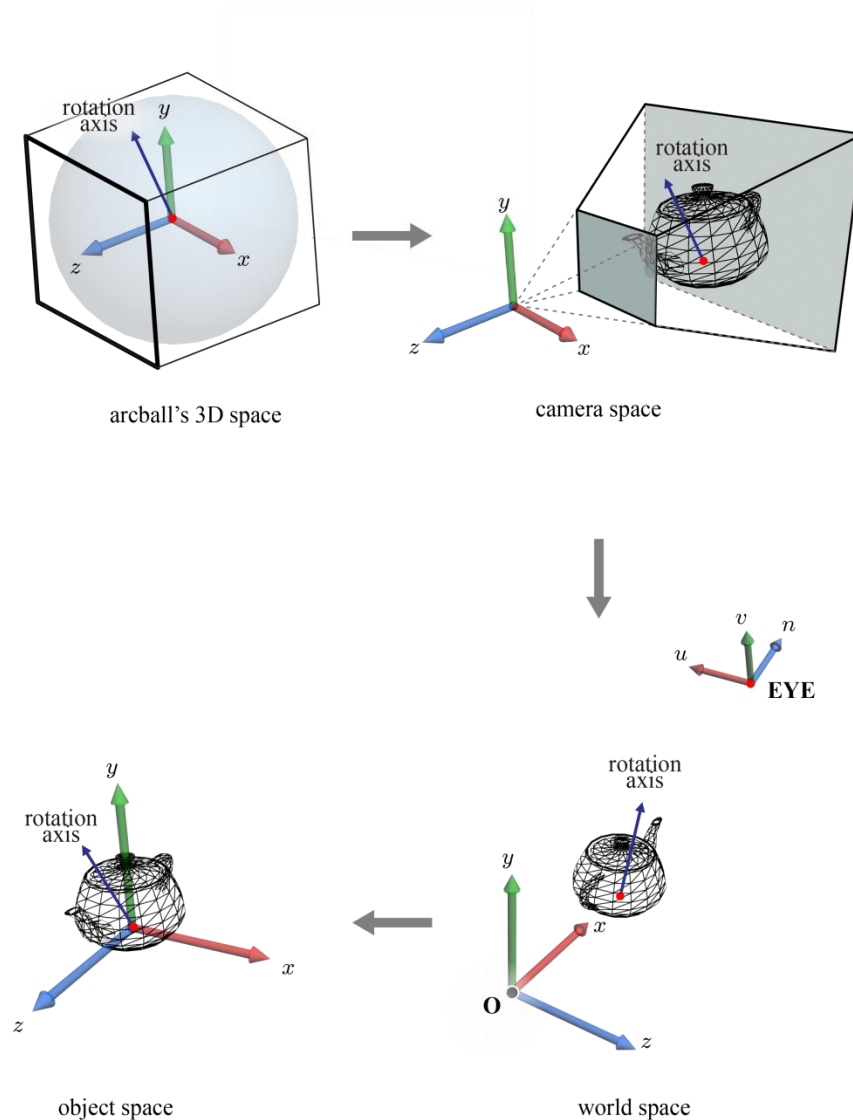 rotation
axis
y
z
x
arcball's 3D space
rotation
axis
y
z
x
camera space
u
v
n
EYE
rotation
axis
y
x
z
object space
rotation
axis
y
x
O
z
world space